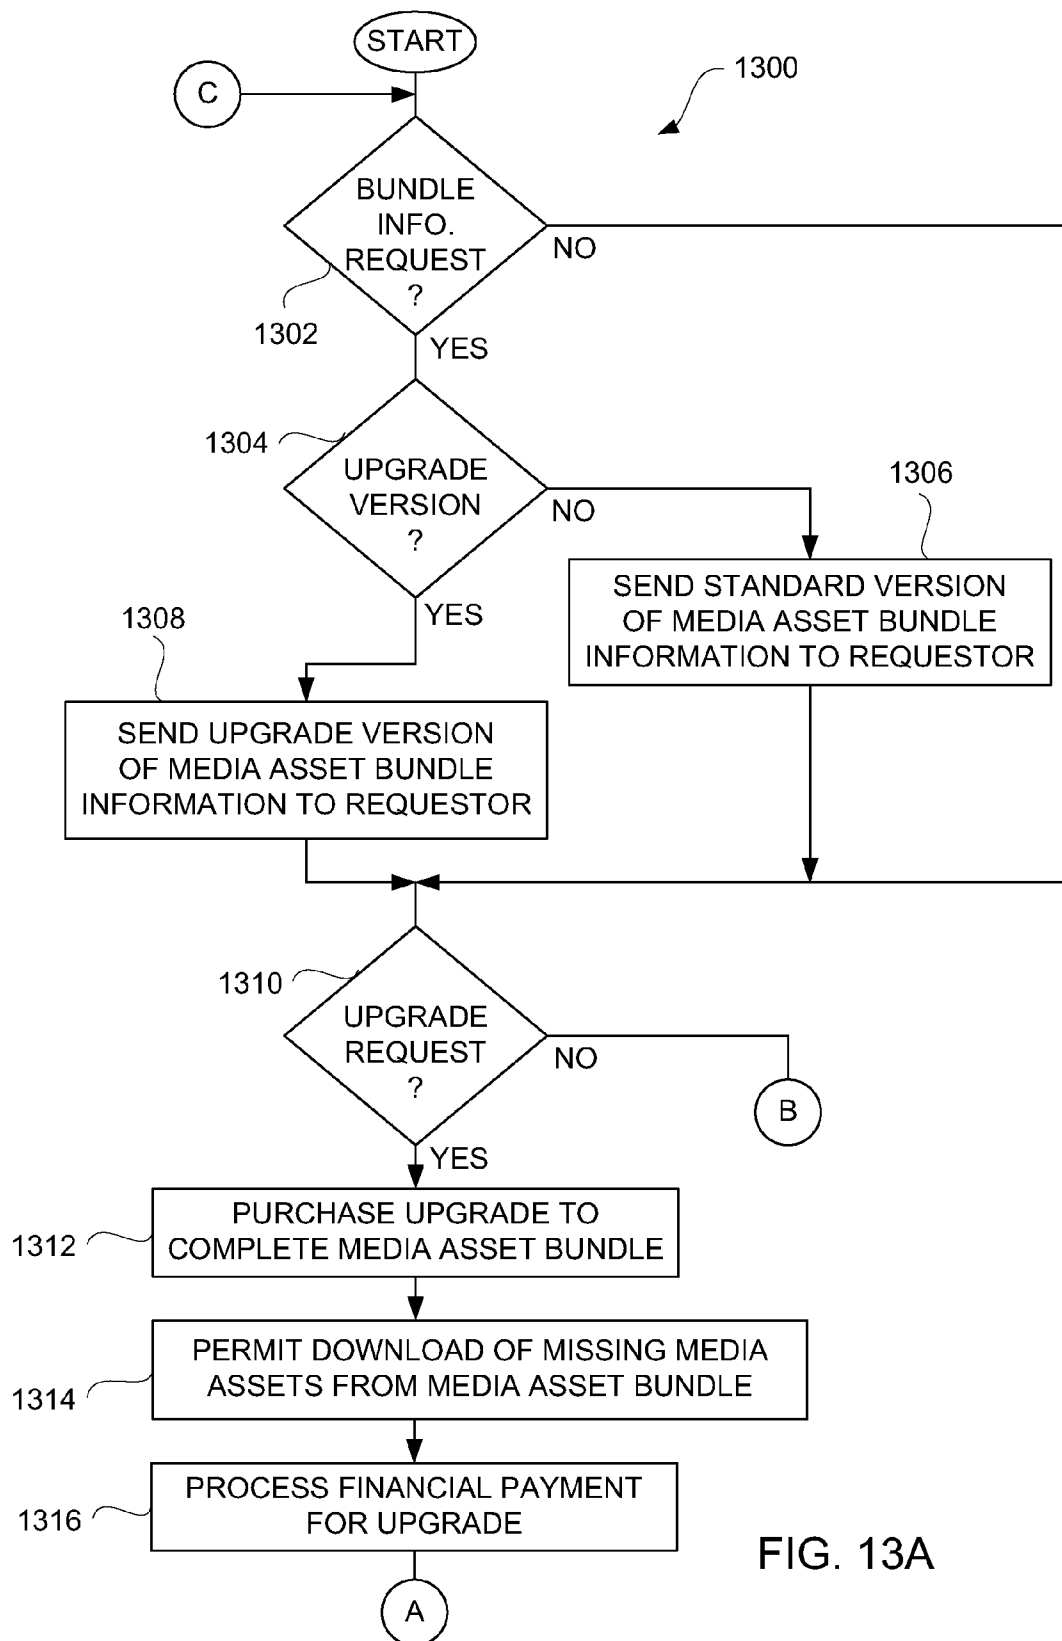 START
C
1300
BUNDLE
INFO.
REQUEST
?
NO
1302
YES
1304
UPGRADE
VERSION
?
NO
1306
YES
SEND STANDARD VERSION
OF MEDIA ASSET BUNDLE
INFORMATION TO REQUESTOR
1308
SEND UPGRADE VERSION
OF MEDIA ASSET BUNDLE
INFORMATION TO REQUESTOR
1310
UPGRADE
REQUEST
?
NO
B
YES
1312
PURCHASE UPGRADE TO
COMPLETE MEDIA ASSET BUNDLE
1314
PERMIT DOWNLOAD OF MISSING MEDIA
ASSETS FROM MEDIA ASSET BUNDLE
1316
PROCESS FINANCIAL PAYMENT
FOR UPGRADE
FIG. 13A
A